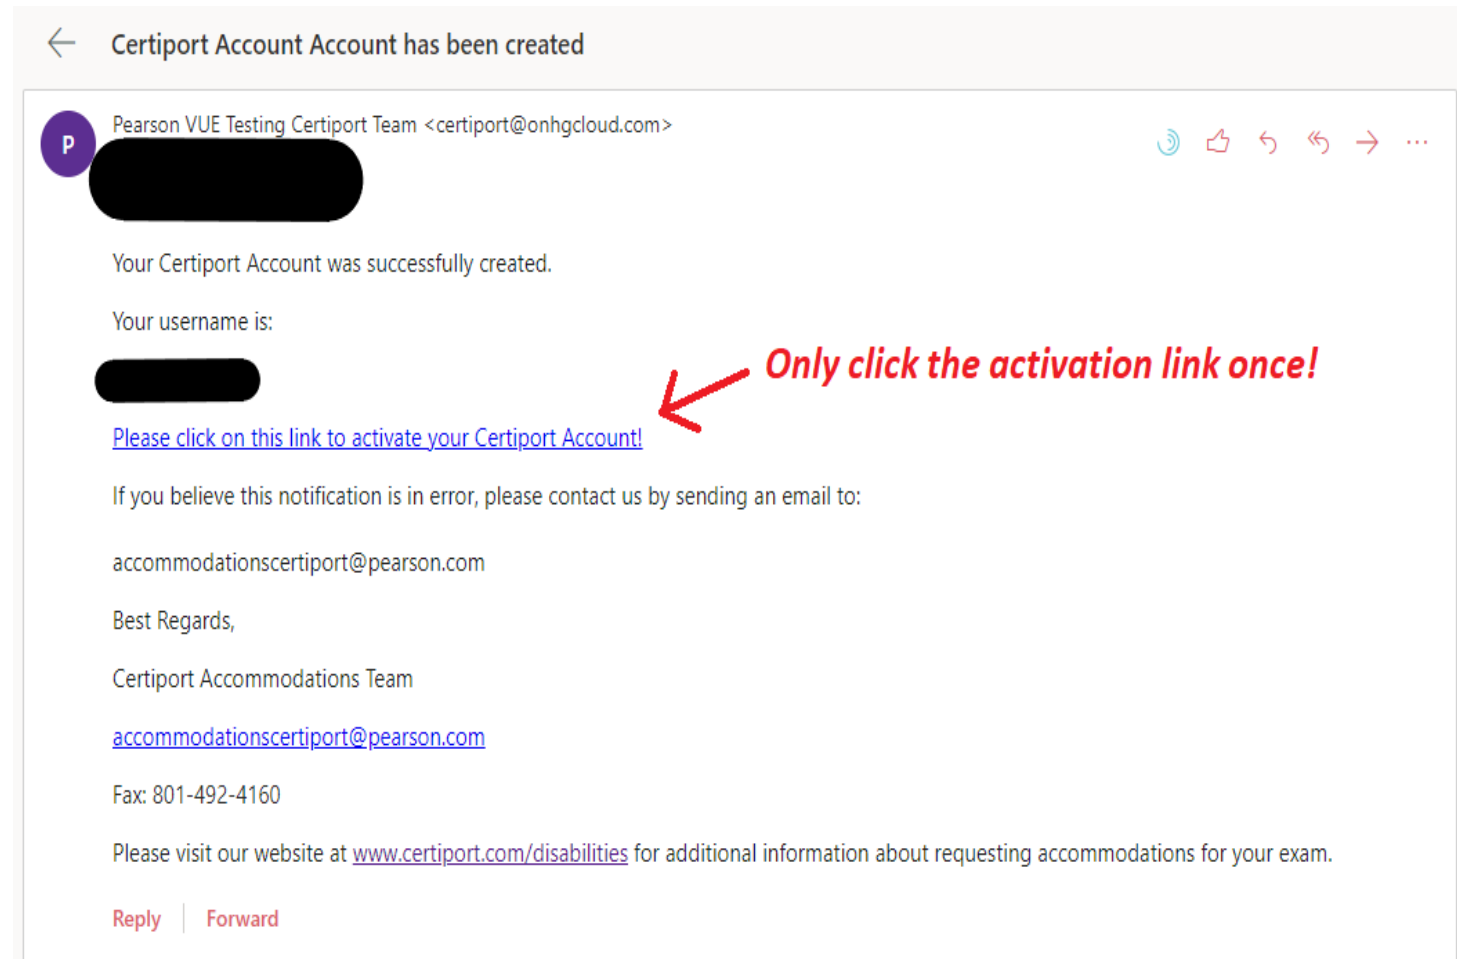 Certiport Account Account has been created
P
Pearson VUE Testing Certiport Team <certiport@onhgcloud.com>
Your Certiport Account was successfully created.
Your username is:
Only click the activation link once!
Please click on this link to activate your Certiport Account!
If you believe this notification is in error, please contact us by sending an email to:
accommodationscertiport@pearson.com
Best Regards,
Certiport Accommodations Team
accommodationscertiport@pearson.com
Fax: 801-492-4160
Please visit our website at www.certiport.com/disabilities for additional information about requesting accommodations for your exam.
Reply
Forward